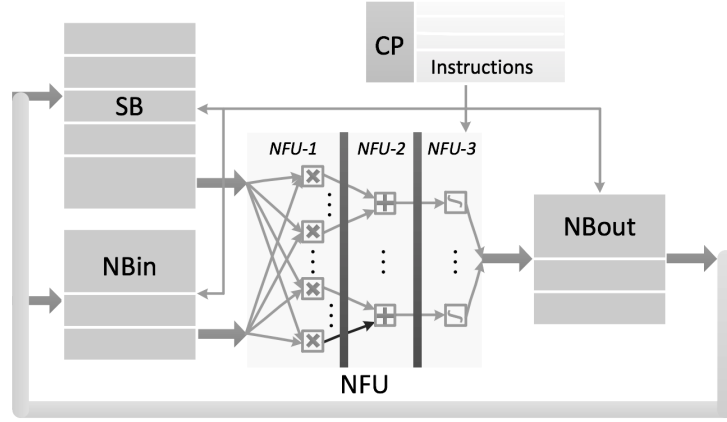 CP
Instructions
SB
NFU-1
NFU-2
NFU-3
NBin
NBout
NFU